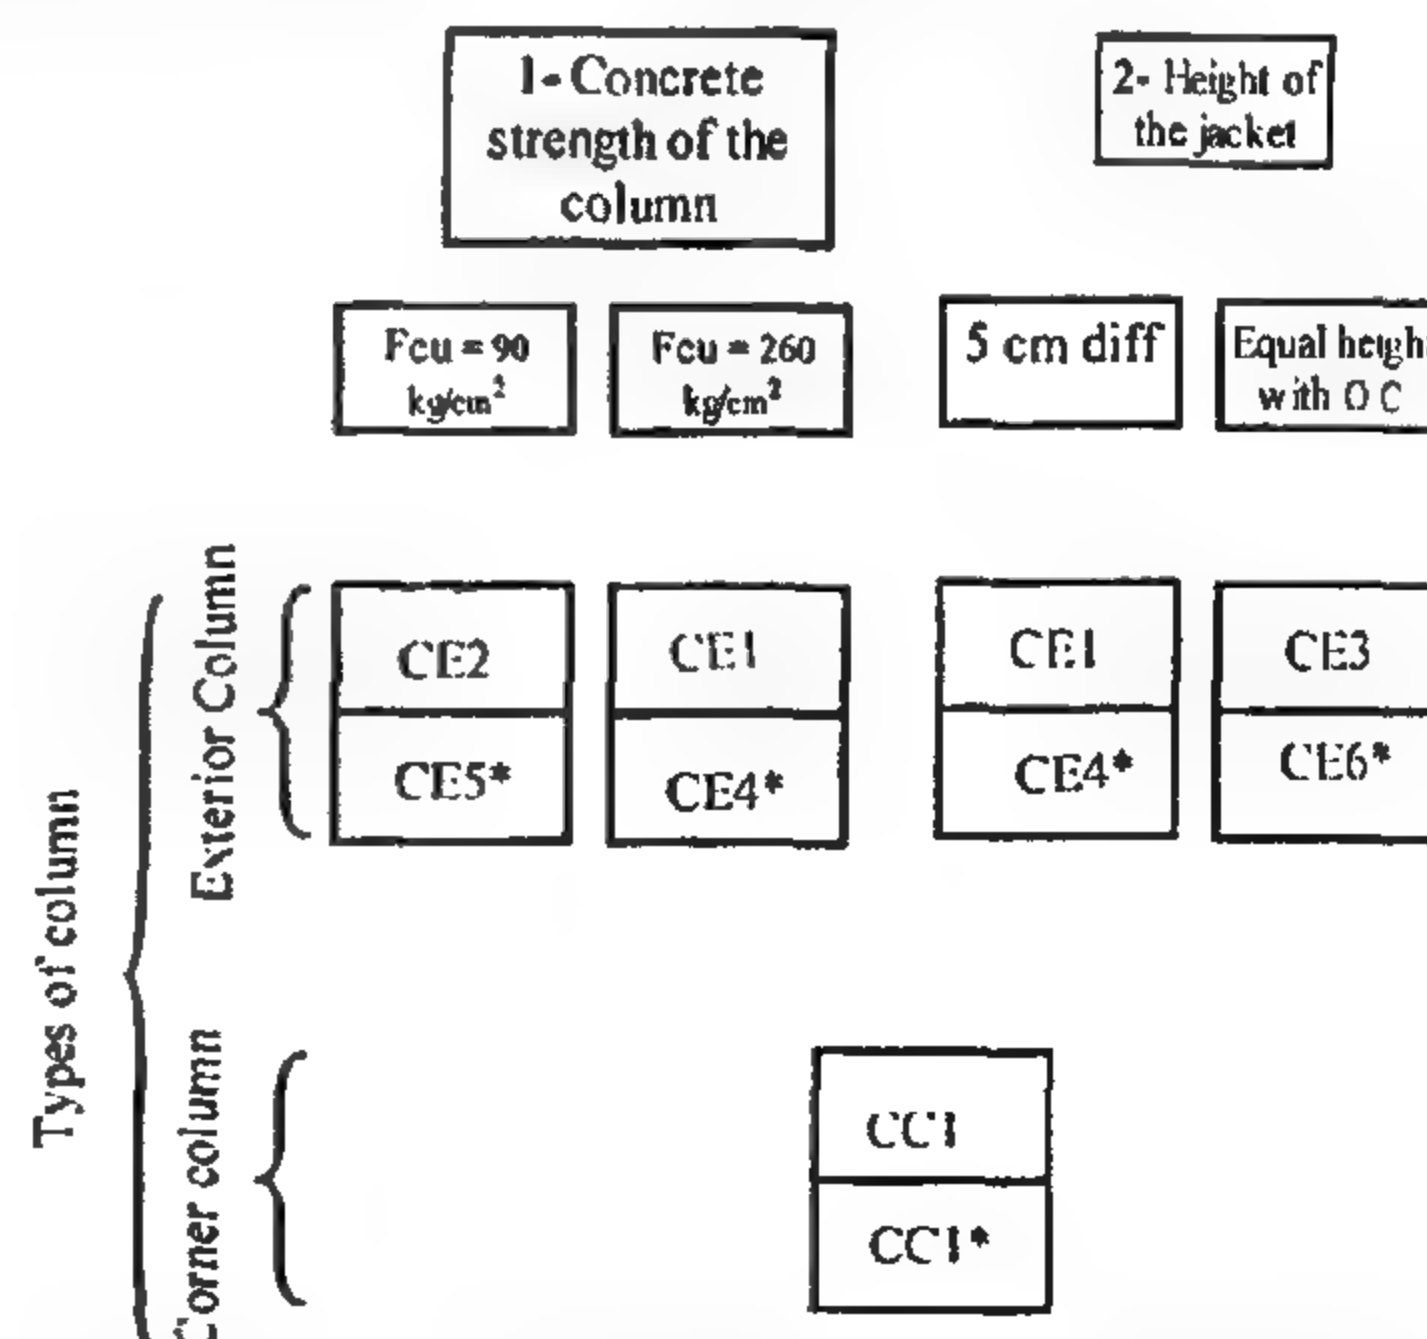 1- Concrete
strength of the
column
2- Height of
the jacket
Fcu = 90
kg/cm²
Fcu = 260
kg/cm²
5 cm diff
Equal heigh
with O C
Types of column
Exterior Column
CE2
CE5*
CE1
CE4*
CE1
CE4*
CE3
CE6*
Corner column
CC1
CC1*